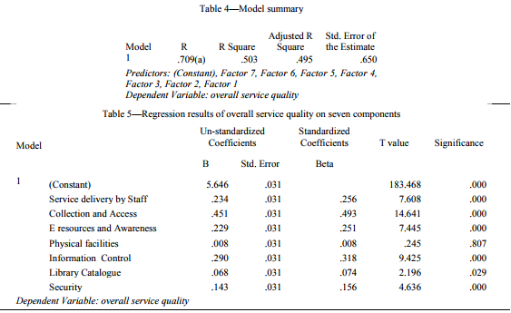 Table 4—Model summary
Model R R Square Adjusted R Square Std. Error of the Estimate
1 .709(a) .503 .495 .650
Predictors: (Constant), Factor 7, Factor 6, Factor 5, Factor 4,
Factor 3, Factor 2, Factor 1
Dependent Variable: overall service quality
Table 5—Regression results of overall service quality on seven components
Model Un-standardized Coefficients Standardized Coefficients T value Significance
B Std. Error Beta
1 (Constant) 5.646 .031 183.468 .000
Service delivery by Staff .234 .031 .256 7.608 .000
Collection and Access .451 .031 .493 14.641 .000
E resources and Awareness .229 .031 .251 7.445 .000
Physical facilities .008 .031 .008 .245 .807
Information Control .290 .031 .318 9.425 .000
Library Catalogue .068 .031 .074 2.196 .029
Security .143 .031 .156 4.636 .000
Dependent Variable: overall service quality